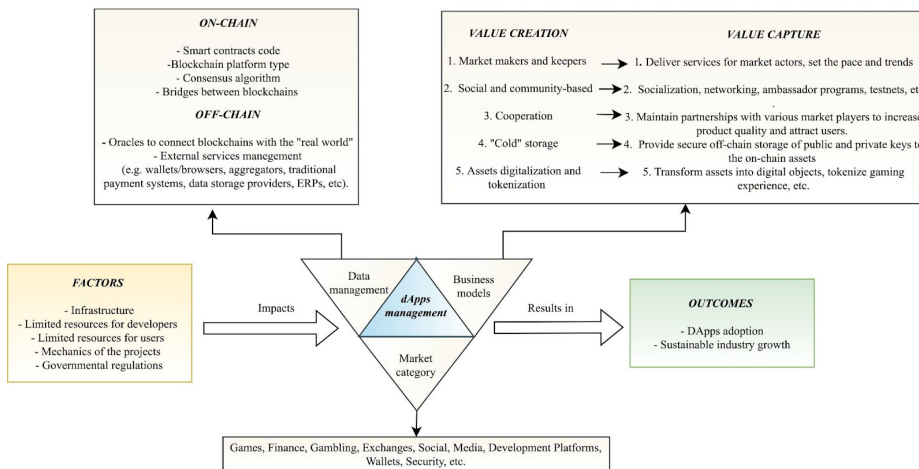 ON-CHAIN
- Smart contracts code
-Blockchain platform type
- Consensus algorithm
- Bridges between blockchains
OFF-CHAIN
- Oracles to connect blockchains with the "real world"
- External services management
(e.g. wallets/browsers, aggregators, traditional
payment systems, data storage providers, ERPs, etc).
VALUE CREATION
VALUE CAPTURE
1. Market makers and keepers
1. Deliver services for market actors, set the pace and trends
2. Social and community-based
2. Socialization, networking, ambassador programs, testnets, etc
.
3. Cooperation
3. Maintain partnerships with various market players to increase
product quality and attract users.
4. "Cold" storage
4. Provide secure off-chain storage of public and private keys to
the on-chain assets
5. Assets digitalization and
tokenization
5. Transform assets into digital objects, tokenize gaming
experience, etc.
FACTORS
- Infrastructure
- Limited resources for developers
- Limited resources for users
- Mechanics of the projects
- Governmental regulations
Impacts
Data
management
dApps
management
Business
models
Market
category
Results in
OUTCOMES
- DApps adoption
- Sustainable industry growth
Games, Finance, Gambling, Exchanges, Social, Media, Development Platforms,
Wallets, Security, etc.